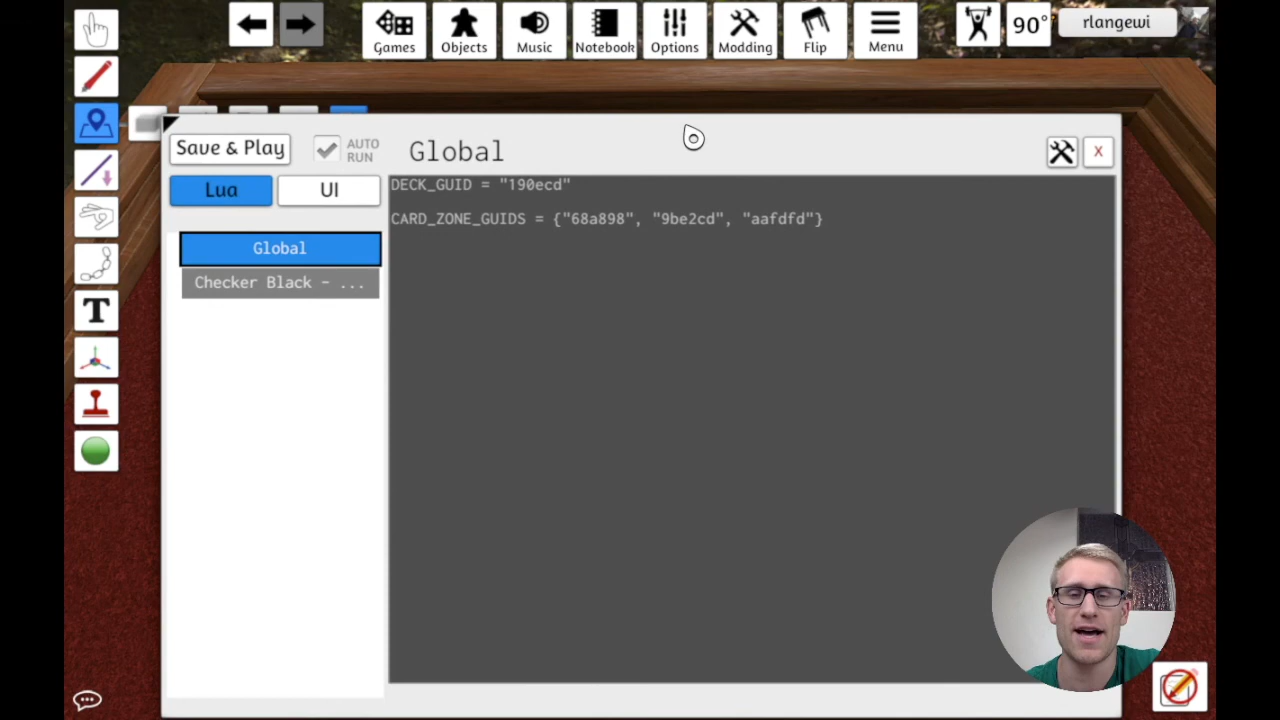 Games
Objects
Music
Notebook
Options
Modding
Flip
Menu
90°
rlangewi
Save & Play
AUTO
RUN
Global
x
Lua
UI
Global
Checker Black - ...
DECK_GUID = "190ecd"
CARD_ZONE_GUIDS = {"68a898", "9be2cd", "aafdfd"}
T